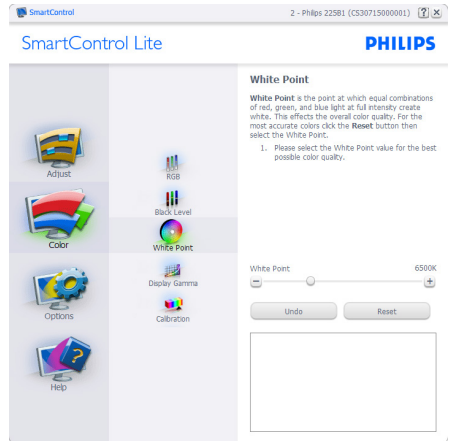 SmartControl
2 - Philips 225B1 (CS30715000001)
SmartControl Lite
PHILIPS
Adjust
Color
Options
Help
RGB
Black Level
White Point
Display Gamma
Calibration
White Point
White Point is the point at which equal combinations
of red, green, and blue light at full intensity create
white. This effects the overall color quality. For the
most accurate colors click the Reset button then
select the White Point.
1. Please select the White Point value for the best
possible color quality.
White Point 6500K
Undo Reset